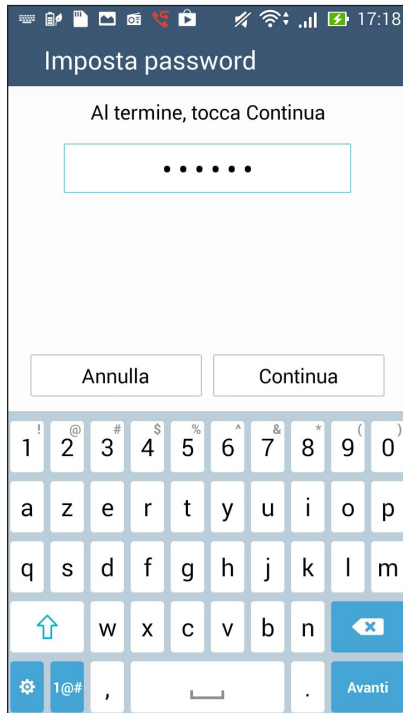 17:18
Imposta password
Al termine, tocca Continua
••••••
Annulla Continua
! @ # $ % ^ & * ( )
1 2 3 4 5 6 7 8 9 0
a z e r t y u i o p
q s d f g h j k l m
w x c v b n
1@# , . Avanti